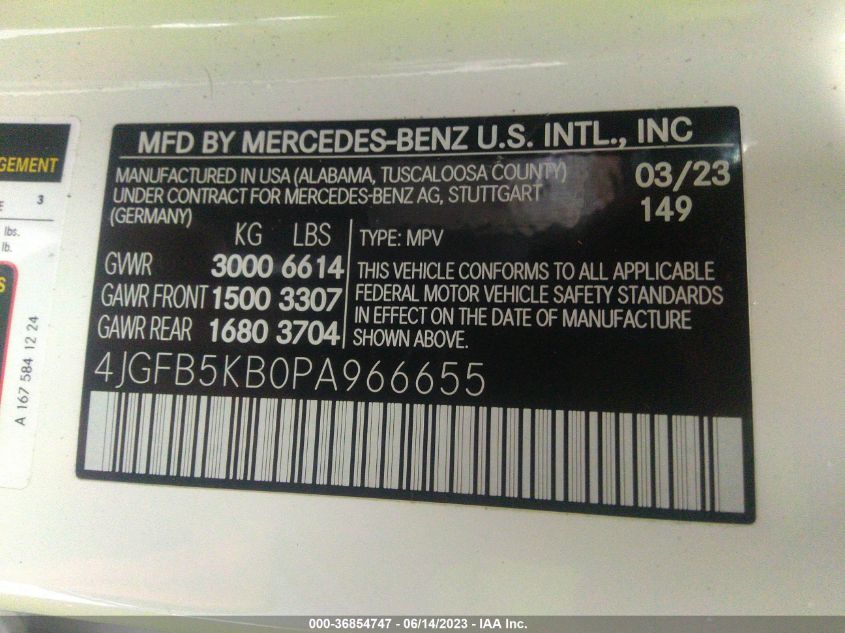 MFD BY MERCEDES-BENZ U.S. INTL., INC
MANUFACTURED IN USA (ALABAMA, TUSCALOOSA COUNTY)
UNDER CONTRACT FOR MERCEDES-BENZ AG, STUTTGART
(GERMANY)
03/23
149
KG LBS
GVWR 3000 6614
GAWR FRONT 1500 3307
GAWR REAR 1680 3704
TYPE: MPV
THIS VEHICLE CONFORMS TO ALL APPLICABLE
FEDERAL MOTOR VEHICLE SAFETY STANDARDS
IN EFFECT ON THE DATE OF MANUFACTURE
SHOWN ABOVE.
4JGFB5KB0PA966655
GEMENT
E 3
lbs.
lb.
S
A 167 584 12 24
000-36854747 - 06/14/2023 - IAA Inc.